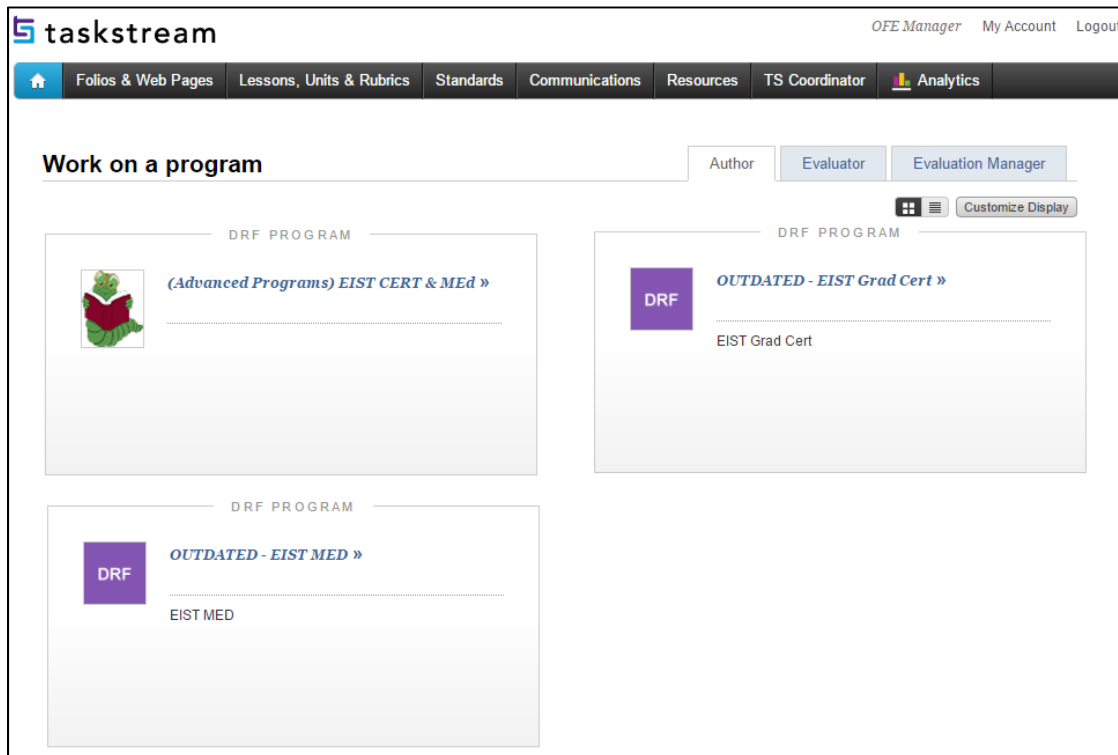 taskstream
OFE Manager My Account Logout
Folios & Web Pages Lessons, Units & Rubrics Standards Communications Resources TS Coordinator Analytics
Work on a program
Author Evaluator Evaluation Manager
Customize Display
DRF PROGRAM
(Advanced Programs) EIST CERT & MEd »
DRF PROGRAM
DRF
OUTDATED - EIST Grad Cert »
EIST Grad Cert
DRF PROGRAM
DRF
OUTDATED - EIST MED »
EIST MED